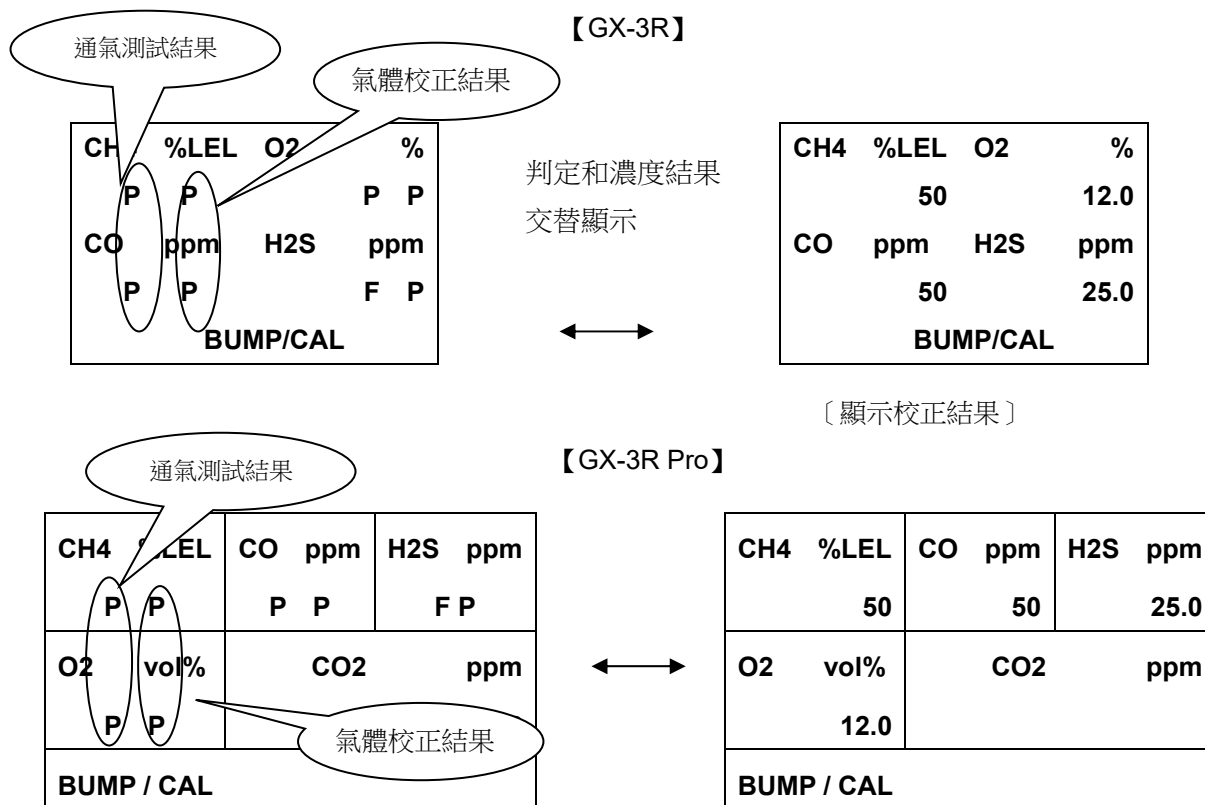 【GX-3R】
通氣測試結果
氣體校正結果
CH4 %LEL O2 %
P P P P
CO ppm H2S ppm
P P F P
BUMP/CAL
判定和濃度結果
交替顯示
CH4 %LEL O2 %
50 12.0
CO ppm H2S ppm
50 25.0
BUMP/CAL
〔顯示校正結果〕
【GX-3R Pro】
通氣測試結果
CH4 %LEL CO ppm H2S ppm
P P P P F P
O2 vol% CO2 ppm
P P
氣體校正結果
BUMP / CAL
CH4 %LEL CO ppm H2S ppm
50 50 25.0
O2 vol% CO2 ppm
12.0
BUMP / CAL